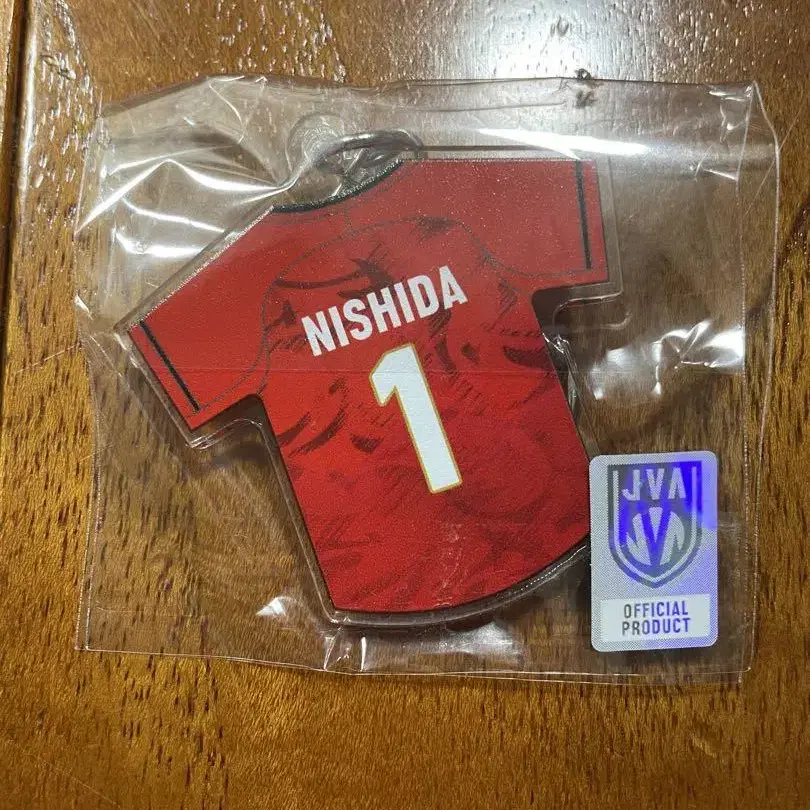 NISHIDA
1
JVA
OFFICIAL
PRODUCT